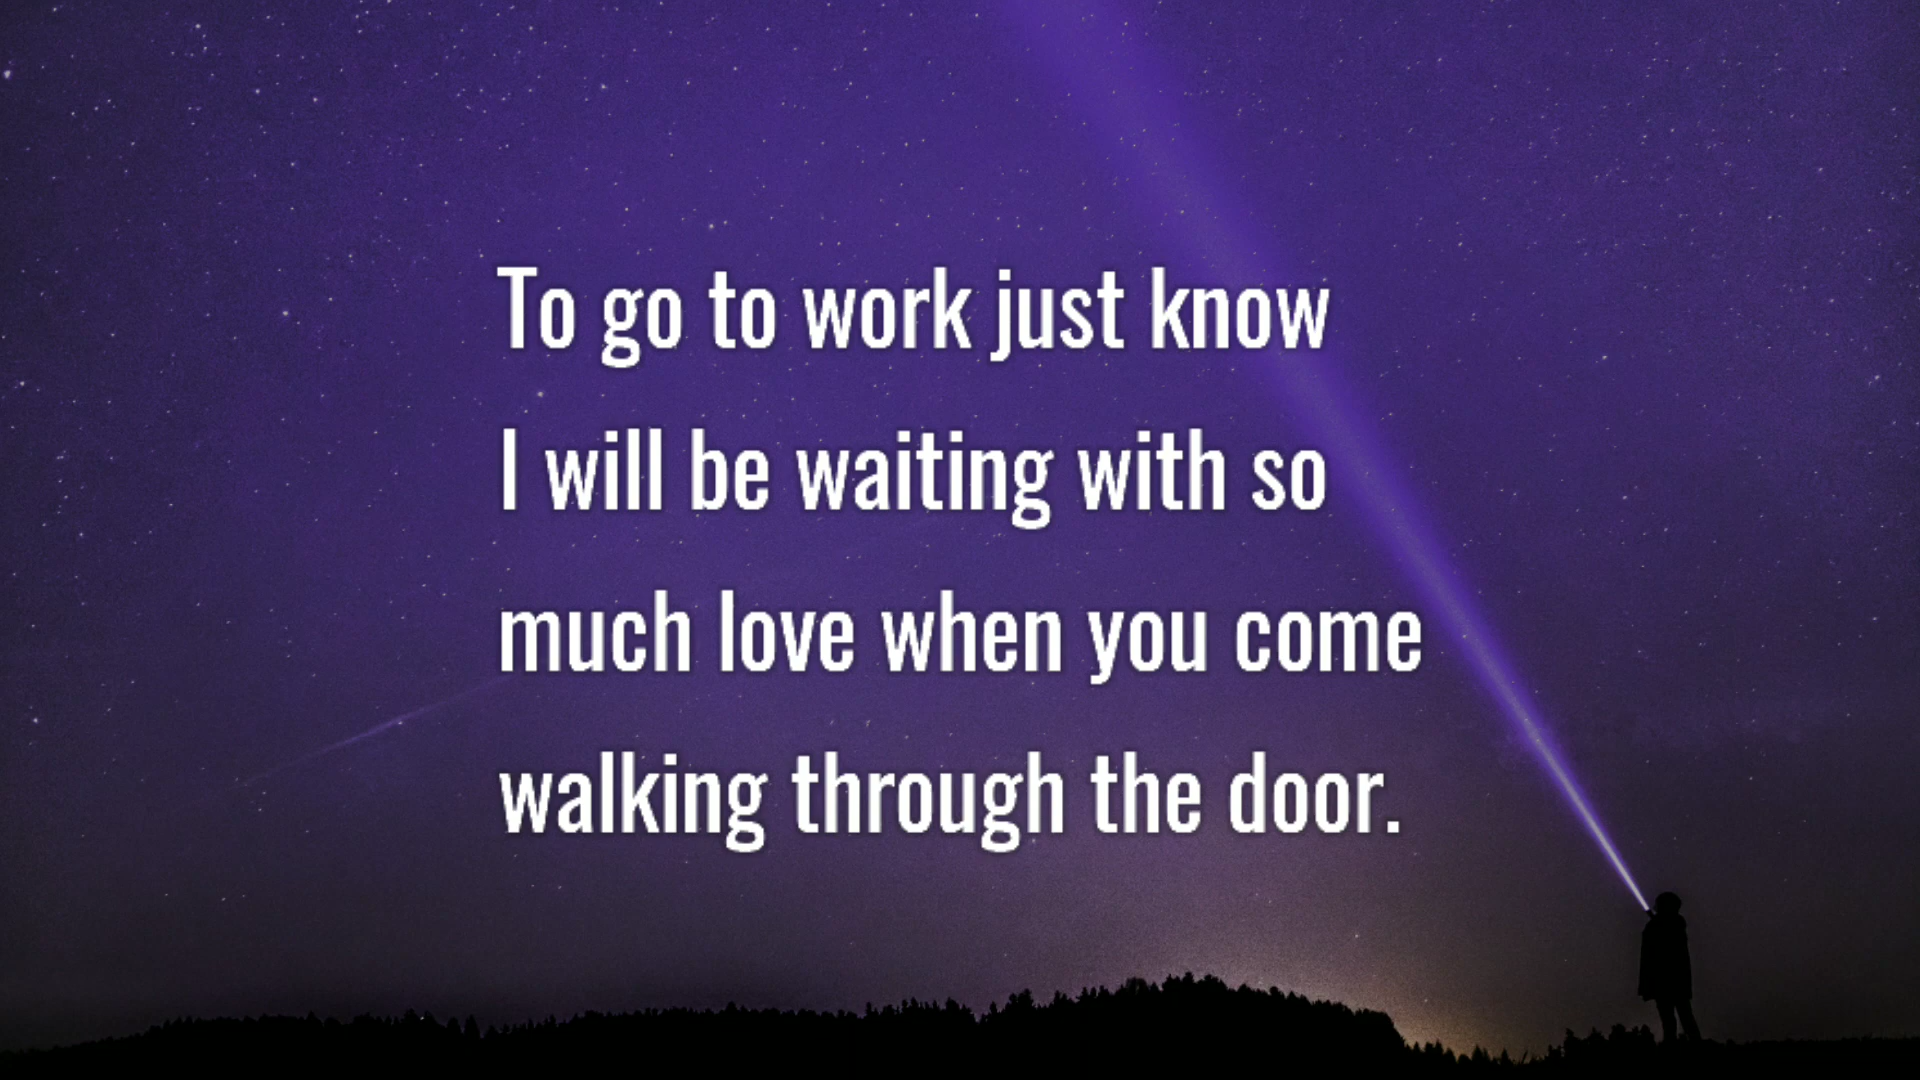 To go to work just know
I will be waiting with so
much love when you come
walking through the door.